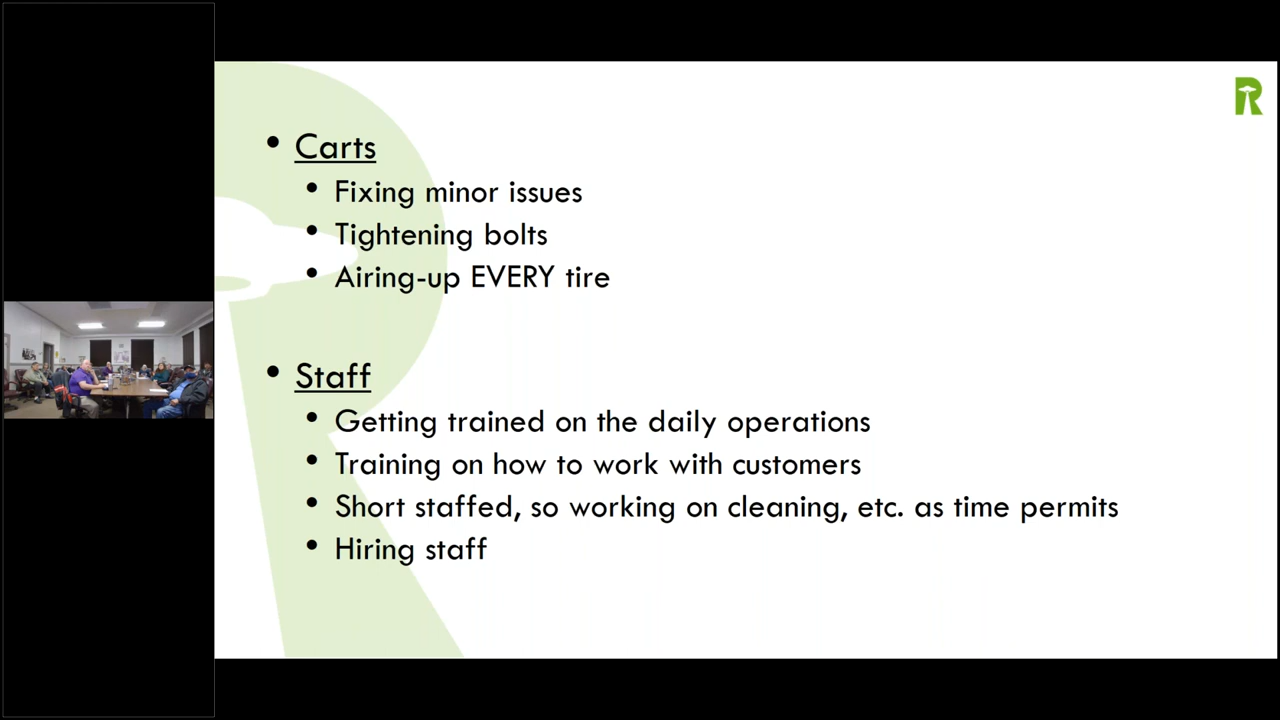 R
• Carts
• Fixing minor issues
• Tightening bolts
• Airing-up EVERY tire
• Staff
• Getting trained on the daily operations
• Training on how to work with customers
• Short staffed, so working on cleaning, etc. as time permits
• Hiring staff